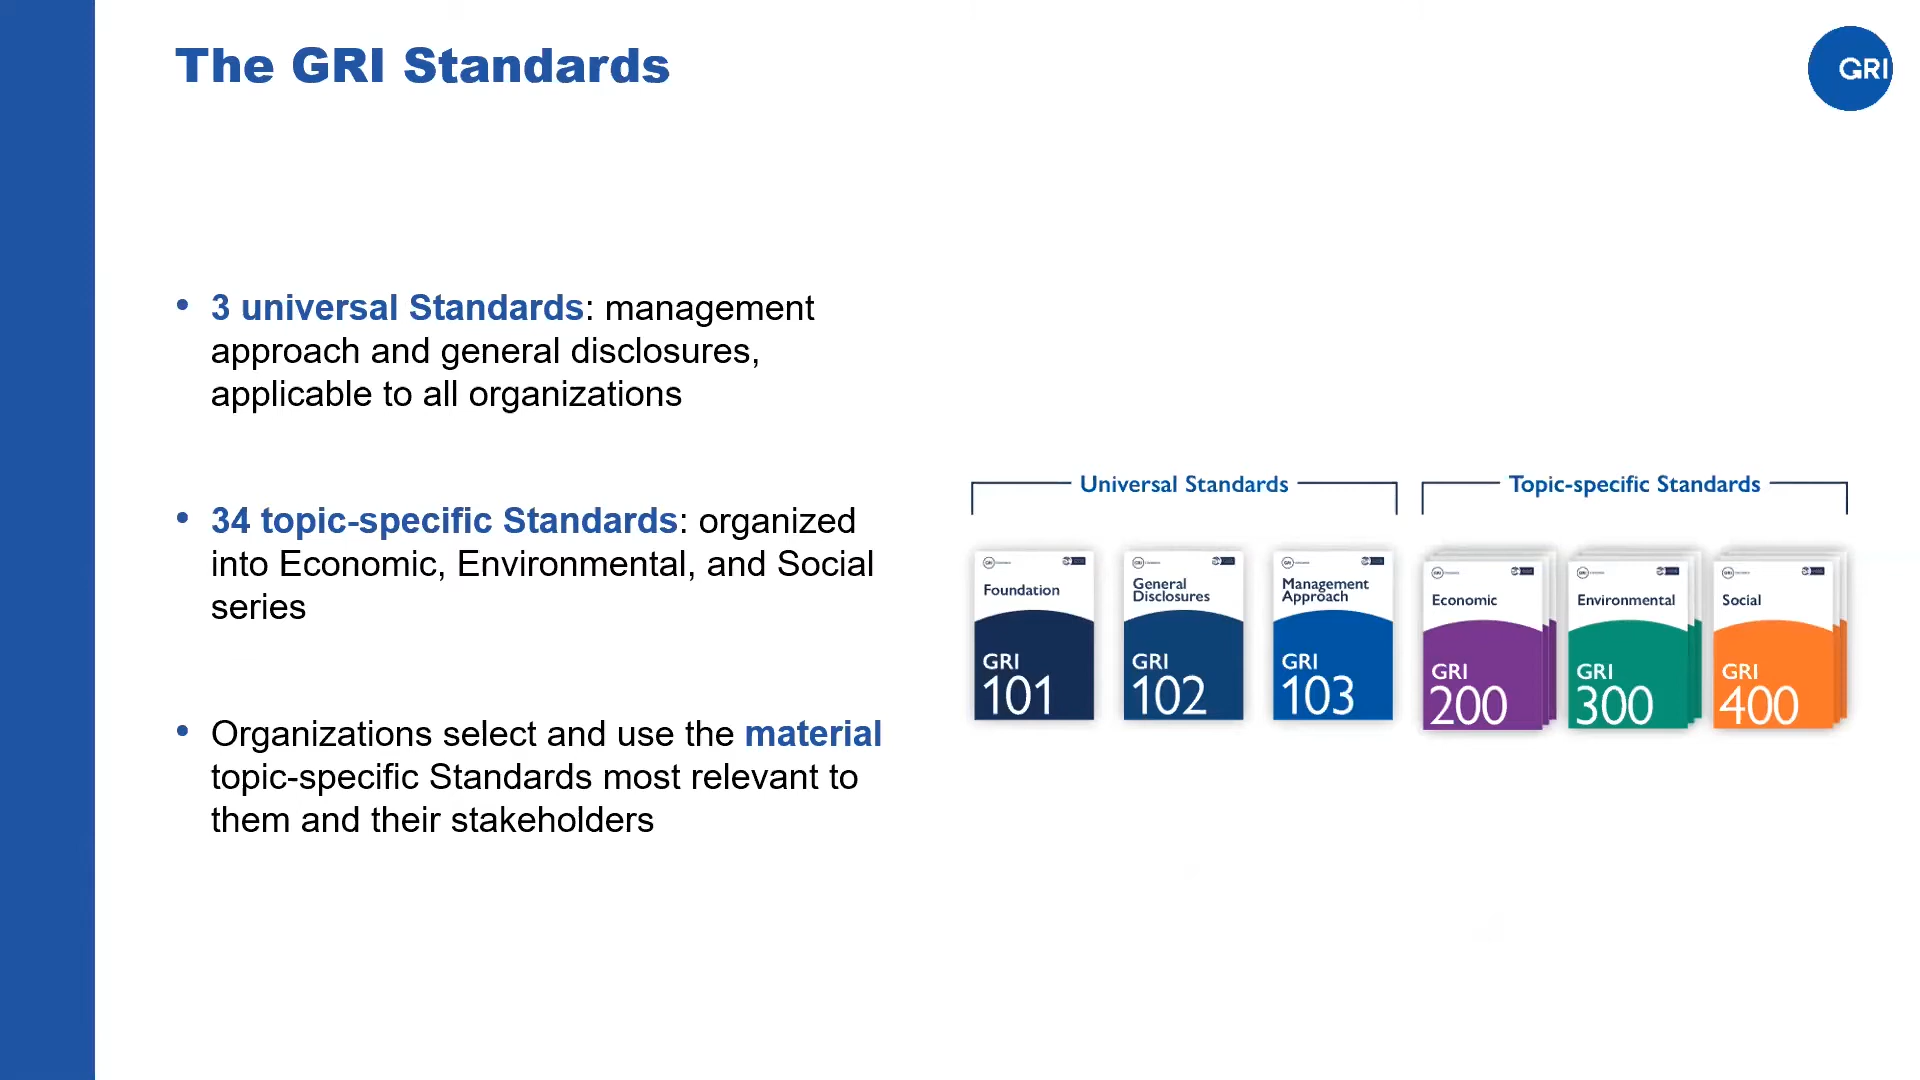 The GRI Standards
GRI
• 3 universal Standards: management
approach and general disclosures,
applicable to all organizations
• 34 topic-specific Standards: organized
into Economic, Environmental, and Social
series
• Organizations select and use the material
topic-specific Standards most relevant to
them and their stakeholders
Universal Standards
Foundation
GRI
101
General
Disclosures
GRI
102
Management
Approach
GRI
103
Topic-specific Standards
Economic
GRI
200
Environmental
GRI
300
Social
GRI
400